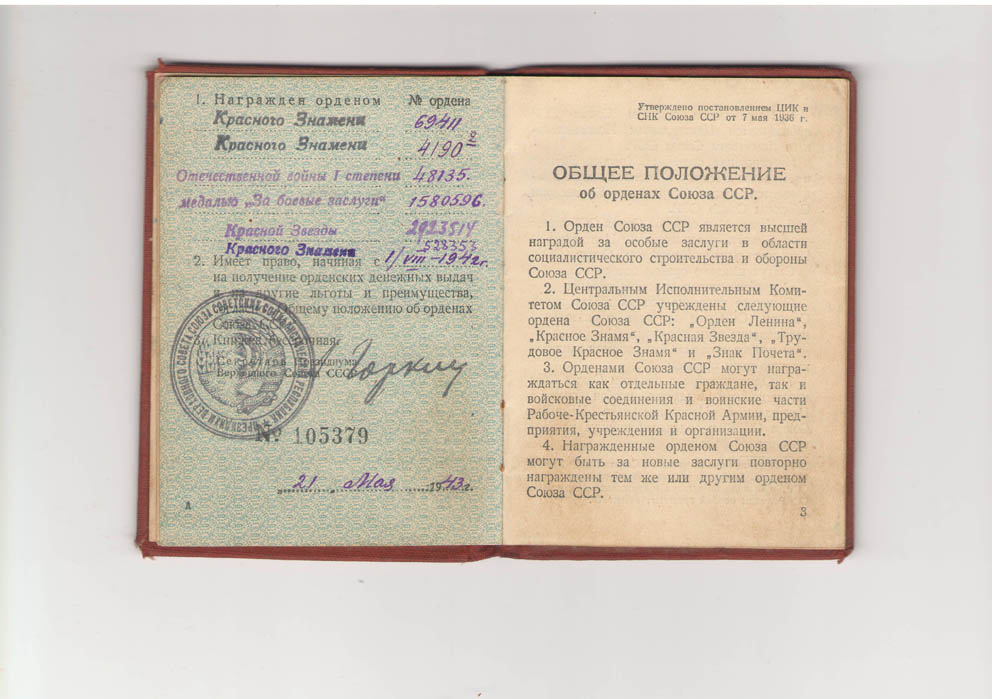 1. Награжден орденом № ордена
Красного Знамени 69411
Красного Знамени 4190 2
Отечественной войны I степени 48135.
медалью „За боевые заслуги“ 1580596.
Красной Звезды 2923514
Красного Знамени 523353
2. Имеет право, начиная с 1/VIII-1942г.
на получение орденских денежных выдач
и на другие льготы и преимущества,
общему положению об орденах
Союза ССР.
3. Книжка бессрочная.
Секретарь Президиума
Верховного Совета СССР Горкин
№ 105379
21 Мая 1943г.
А
Утверждено постановлением ЦИК и
СНК Союза ССР от 7 мая 1936 г.
ОБЩЕЕ ПОЛОЖЕНИЕ
об орденах Союза ССР.
1. Орден Союза ССР является высшей
наградой за особые заслуги в области
социалистического строительства и обороны
Союза ССР.
2. Центральным Исполнительным Коми-
тетом Союза ССР учреждены следующие
ордена Союза ССР: „Орден Ленина“,
„Красное Знамя“, „Красная Звезда“, „Тру-
довое Красное Знамя“ и „Знак Почета“.
3. Орденами Союза ССР могут награ-
ждаться как отдельные граждане, так и
войсковые соединения и воинские части
Рабоче-Крестьянской Красной Армии, пред-
приятия, учреждения и организации.
4. Награжденные орденом Союза ССР
могут быть за новые заслуги повторно
награждены тем же или другим орденом
Союза ССР.
3